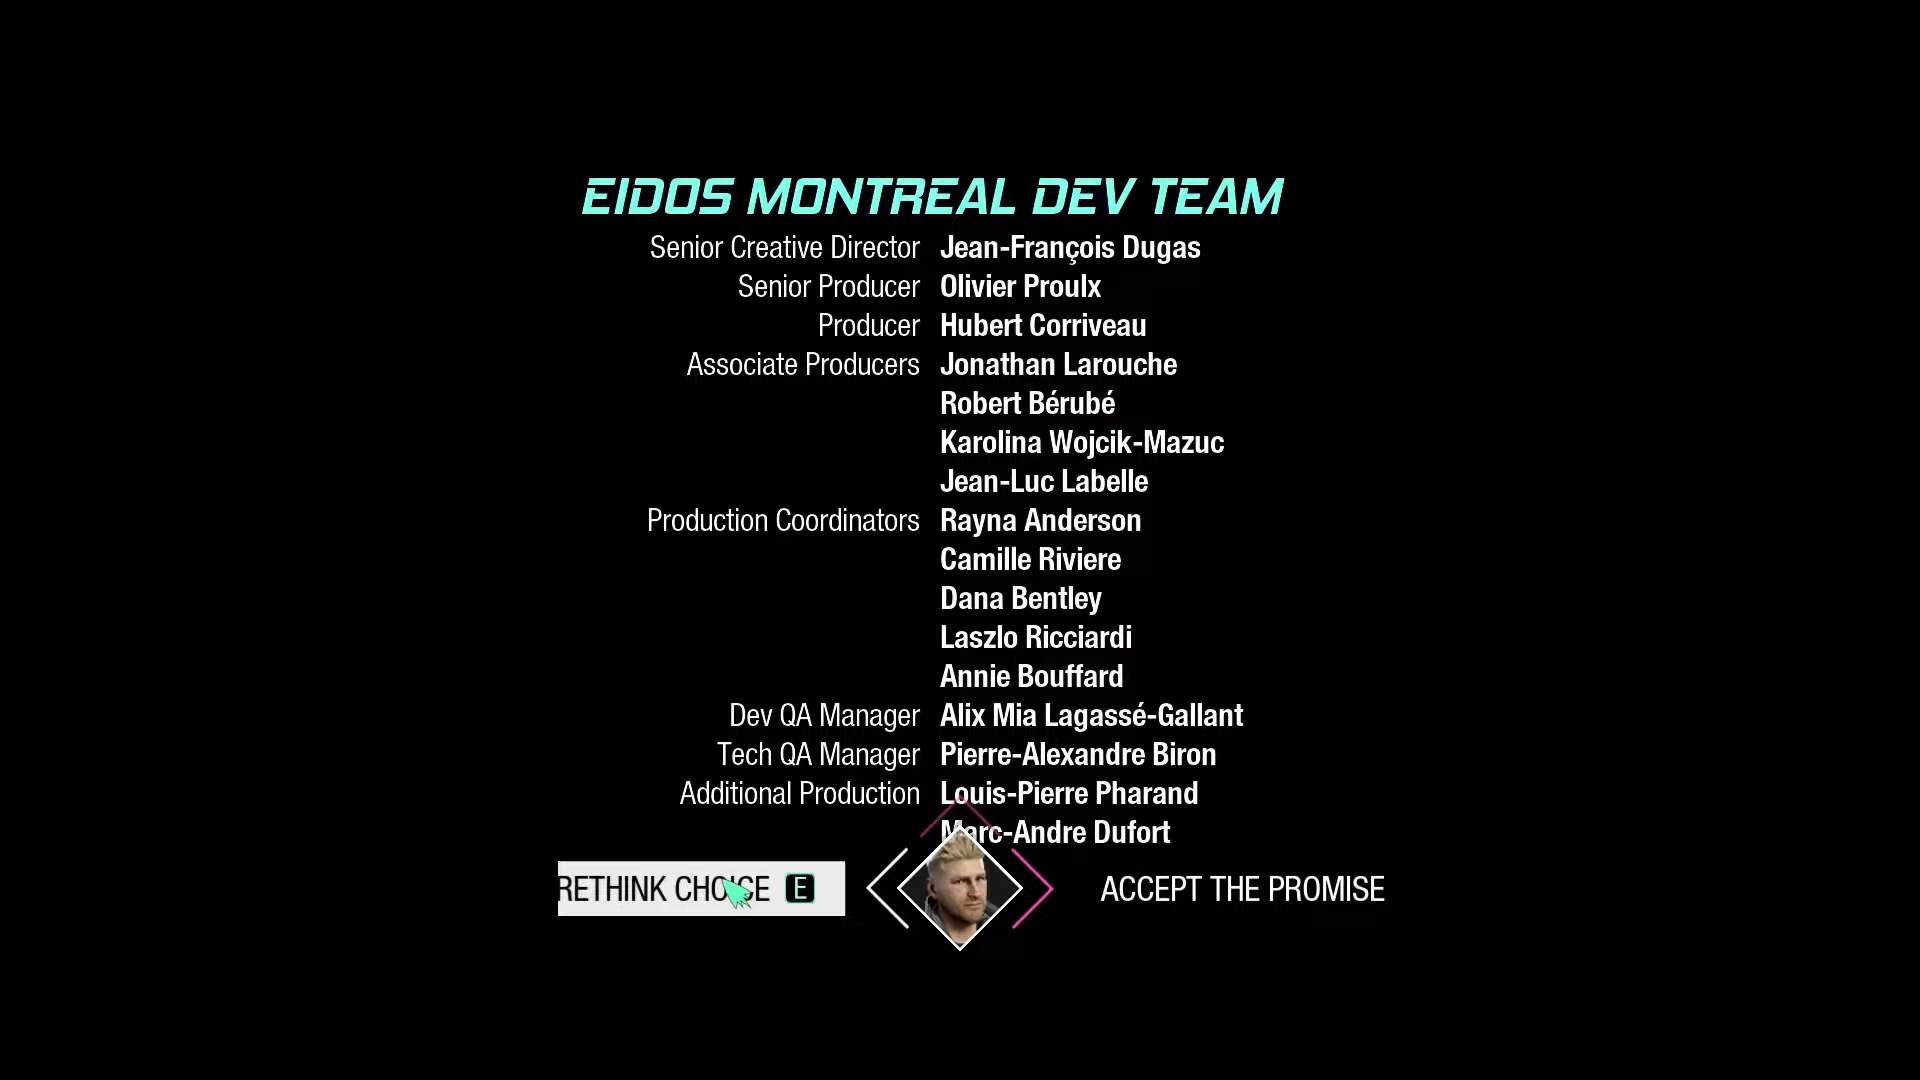 EIDOS MONTREAL DEV TEAM
Senior Creative Director Jean-François Dugas
Senior Producer Olivier Proulx
Producer Hubert Corriveau
Associate Producers Jonathan Larouche
Robert Bérubé
Karolina Wojcik-Mazuc
Jean-Luc Labelle
Production Coordinators Rayna Anderson
Camille Riviere
Dana Bentley
Laszlo Ricciardi
Annie Bouffard
Dev QA Manager Alix Mia Lagassé-Gallant
Tech QA Manager Pierre-Alexandre Biron
Additional Production Louis-Pierre Pharand
Marc-Andre Dufort
RETHINK CHOICE E ACCEPT THE PROMISE